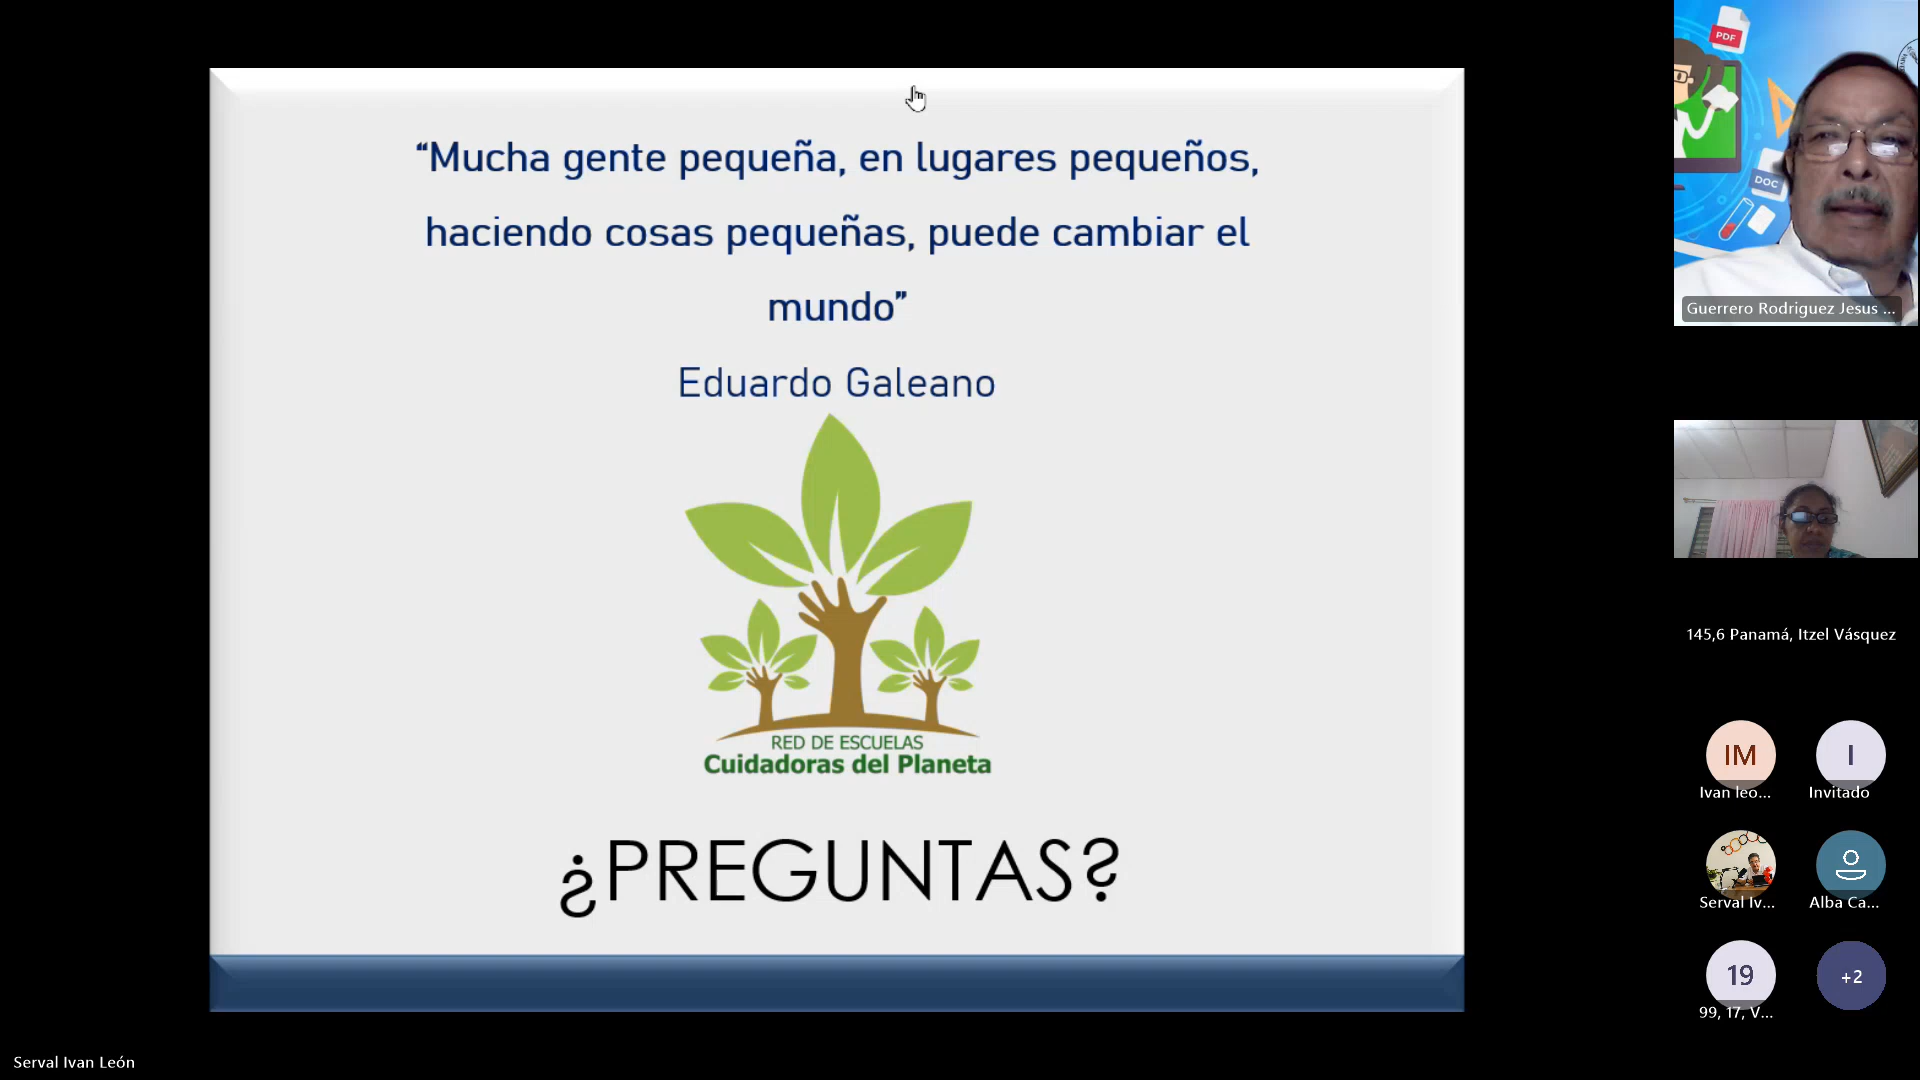 “Mucha gente pequeña, en lugares pequeños,
haciendo cosas pequeñas, puede cambiar el
mundo”
Eduardo Galeano
RED DE ESCUELAS
Cuidadoras del Planeta
¿PREGUNTAS?
PDF
DOC
Guerrero Rodriguez Jesus ...
145,6 Panamá, Itzel Vásquez
IM
Ivan leo...
I
Invitado
Serval Iv...
Alba Ca...
19
99, 17, V...
+2
Serval Ivan León